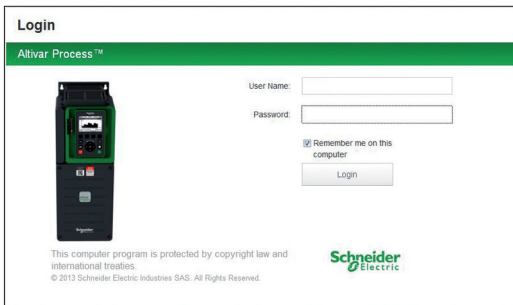 Login
Altivar Process™
User Name:
Password:
Remember me on this
computer
Login
This computer program is protected by copyright law and
international treaties.
© 2013 Schneider Electric Industries SAS. All Rights Reserved.
Schneider
Electric